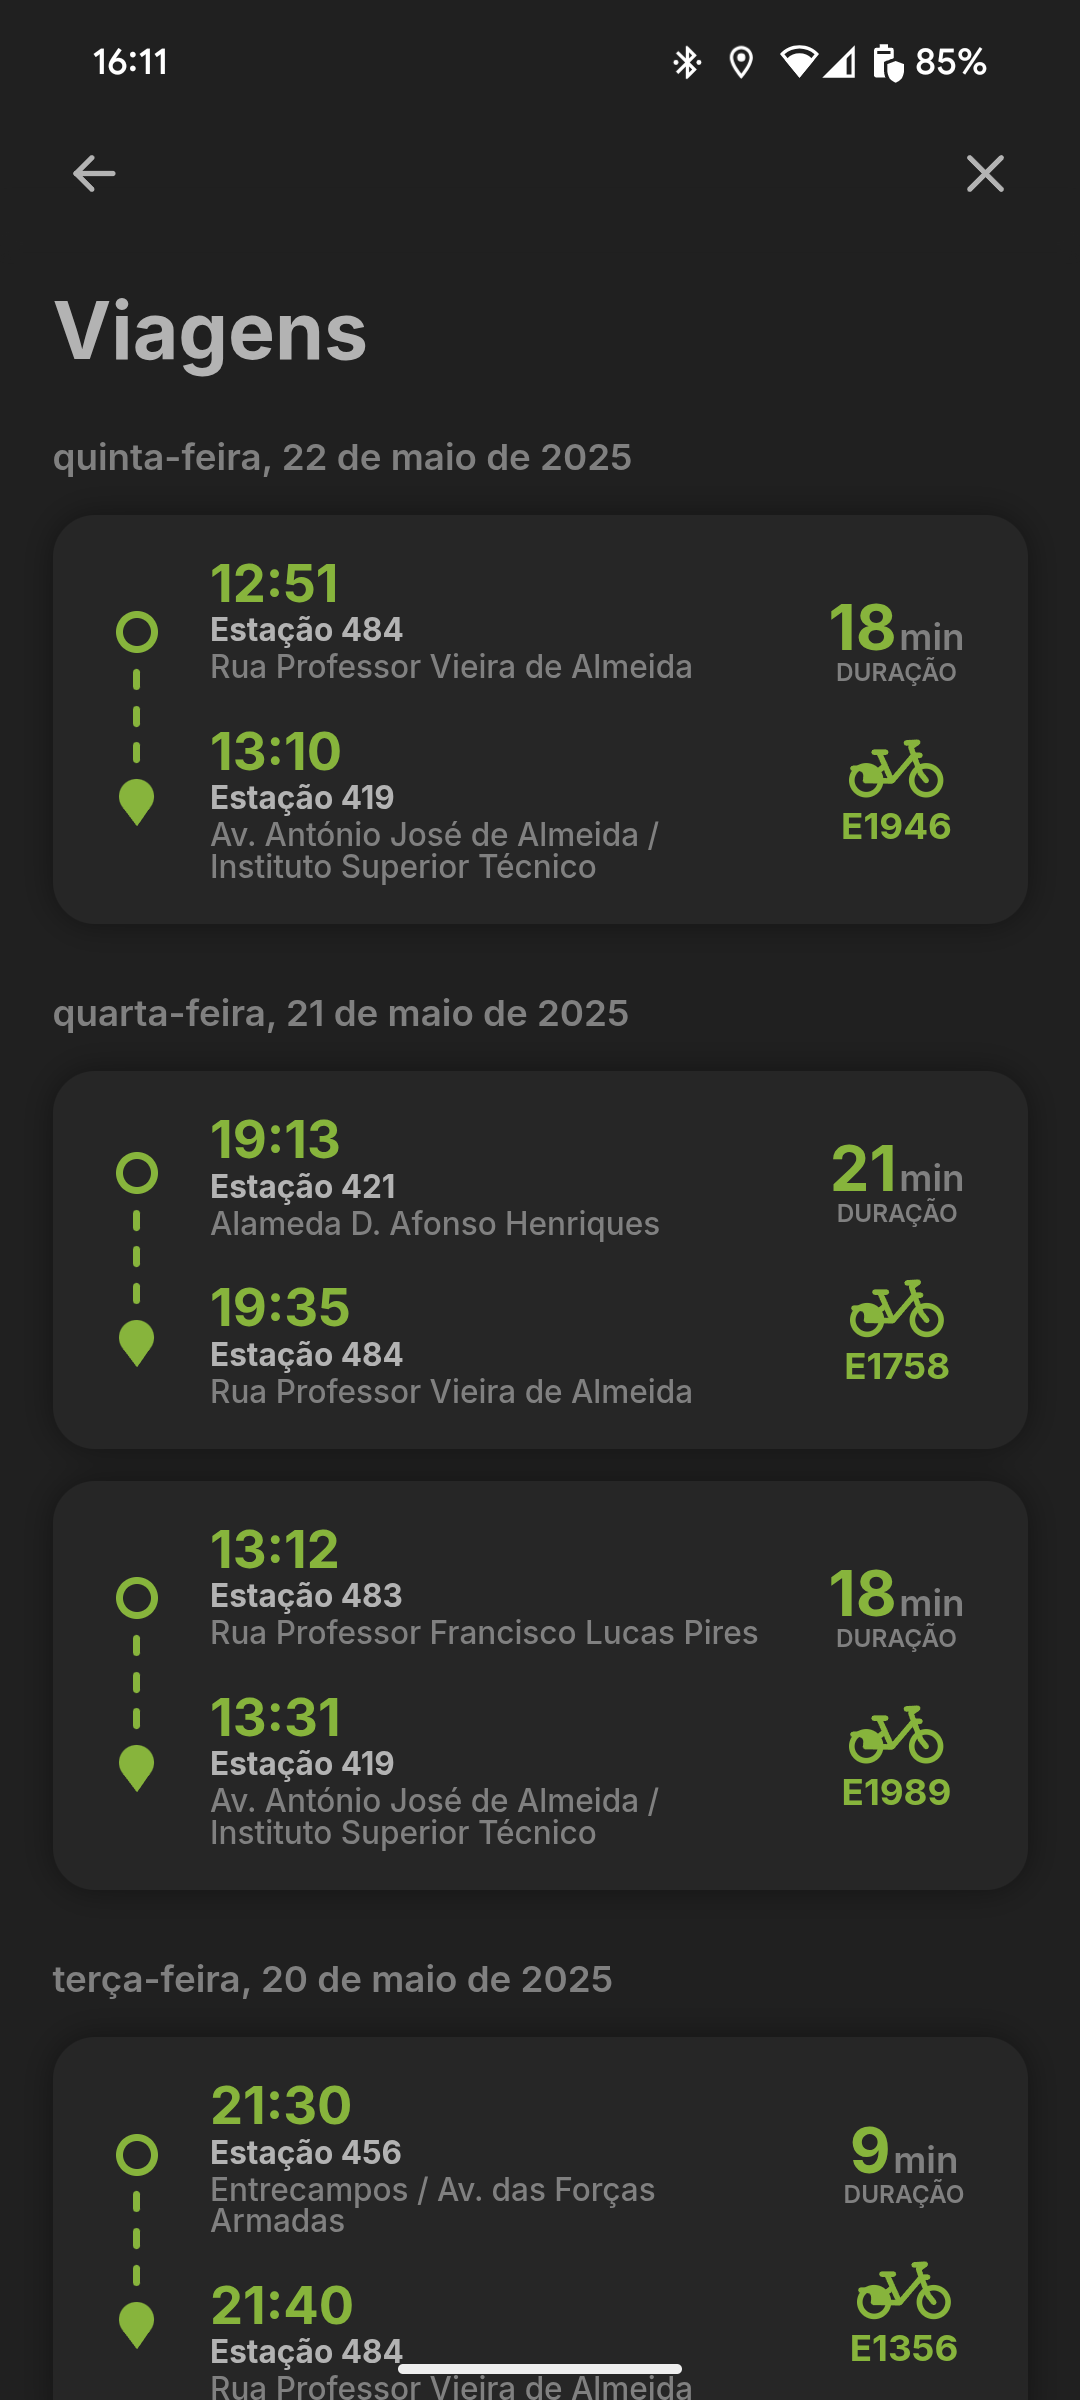 16:11
85%
Viagens
quinta-feira, 22 de maio de 2025
12:51
Estação 484
Rua Professor Vieira de Almeida
18 min
DURAÇÃO
13:10
Estação 419
Av. António José de Almeida /
Instituto Superior Técnico
E1946
quarta-feira, 21 de maio de 2025
19:13
Estação 421
Alameda D. Afonso Henriques
21 min
DURAÇÃO
19:35
Estação 484
Rua Professor Vieira de Almeida
E1758
13:12
Estação 483
Rua Professor Francisco Lucas Pires
18 min
DURAÇÃO
13:31
Estação 419
Av. António José de Almeida /
Instituto Superior Técnico
E1989
terça-feira, 20 de maio de 2025
21:30
Estação 456
Entrecampos / Av. das Forças
Armadas
9 min
DURAÇÃO
21:40
Estação 484
Rua Professor Vieira de Almeida
E1356